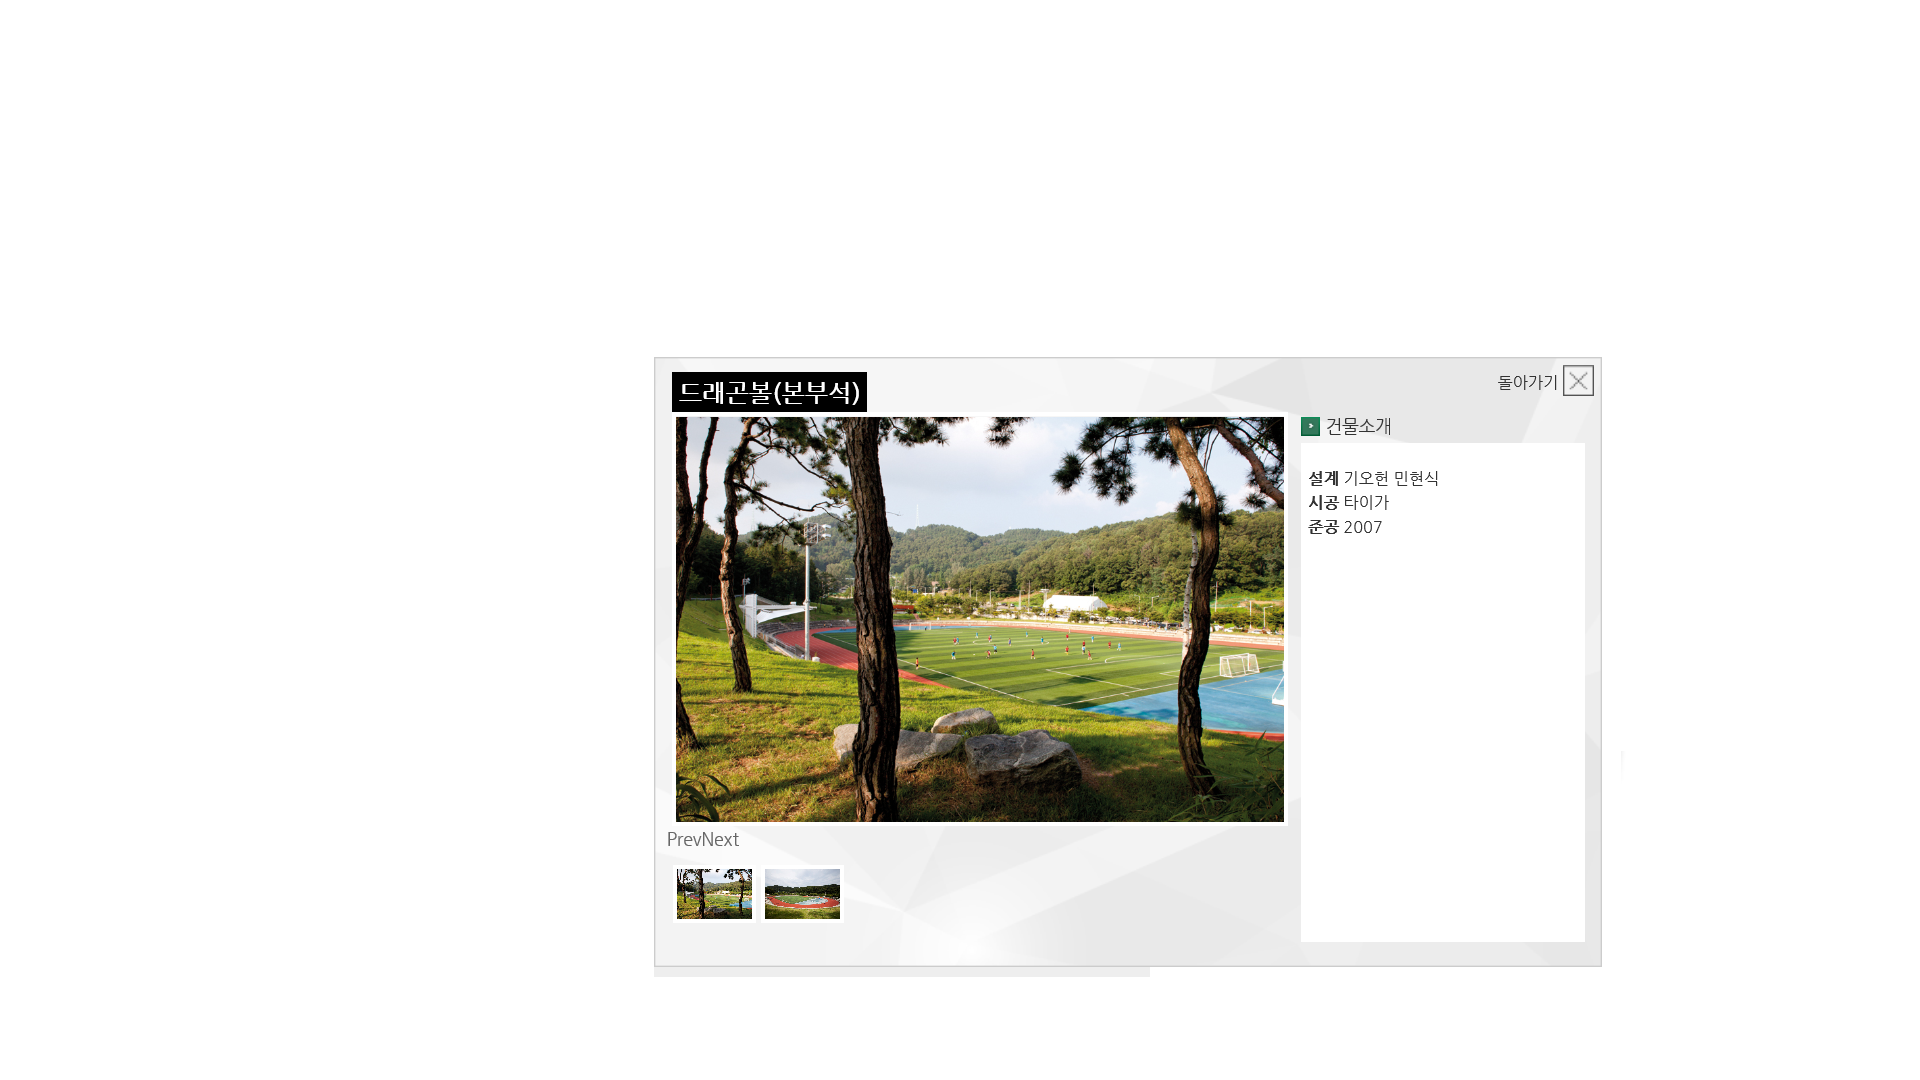 드래곤볼(본부석)
돌아가기
건물소개
설계 기오헌 민현식
시공 타이가
준공 2007
PrevNext